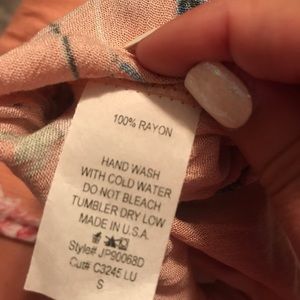 100% RAYON
HAND WASH
WITH COLD WATER
DO NOT BLEACH
TUMBLER DRY LOW
MADE IN U.S.A.
Style# JP90068D
Cut# C3245 LU
S